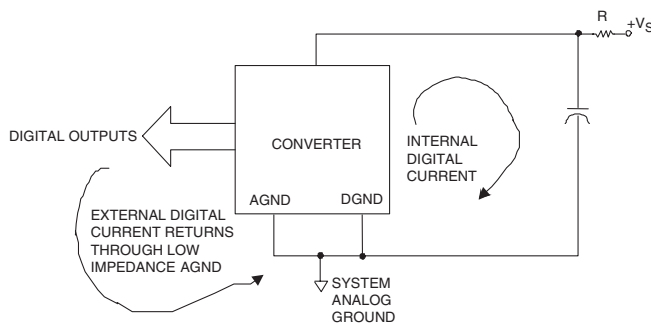 R
+VS
DIGITAL OUTPUTS
CONVERTER
INTERNAL
DIGITAL
CURRENT
AGND
DGND
EXTERNAL DIGITAL
CURRENT RETURNS
THROUGH LOW
IMPEDANCE AGND
SYSTEM
ANALOG
GROUND